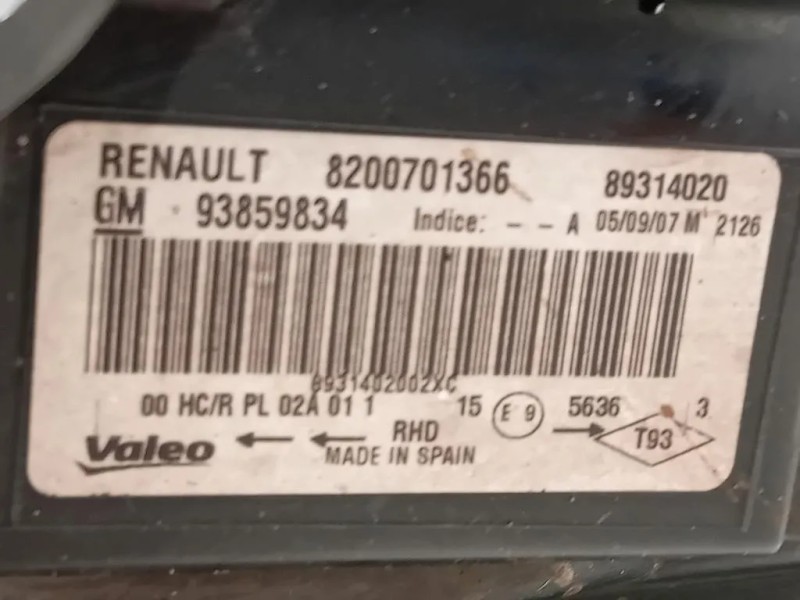 RENAULT 8200701366 89314020
GM 93859834 Indice: - - A 05/09/07 M 2126
8931402002XC
00 HC/R PL 02A 01 1 15 E 9 5636 3
Valeo RHD T93
MADE IN SPAIN